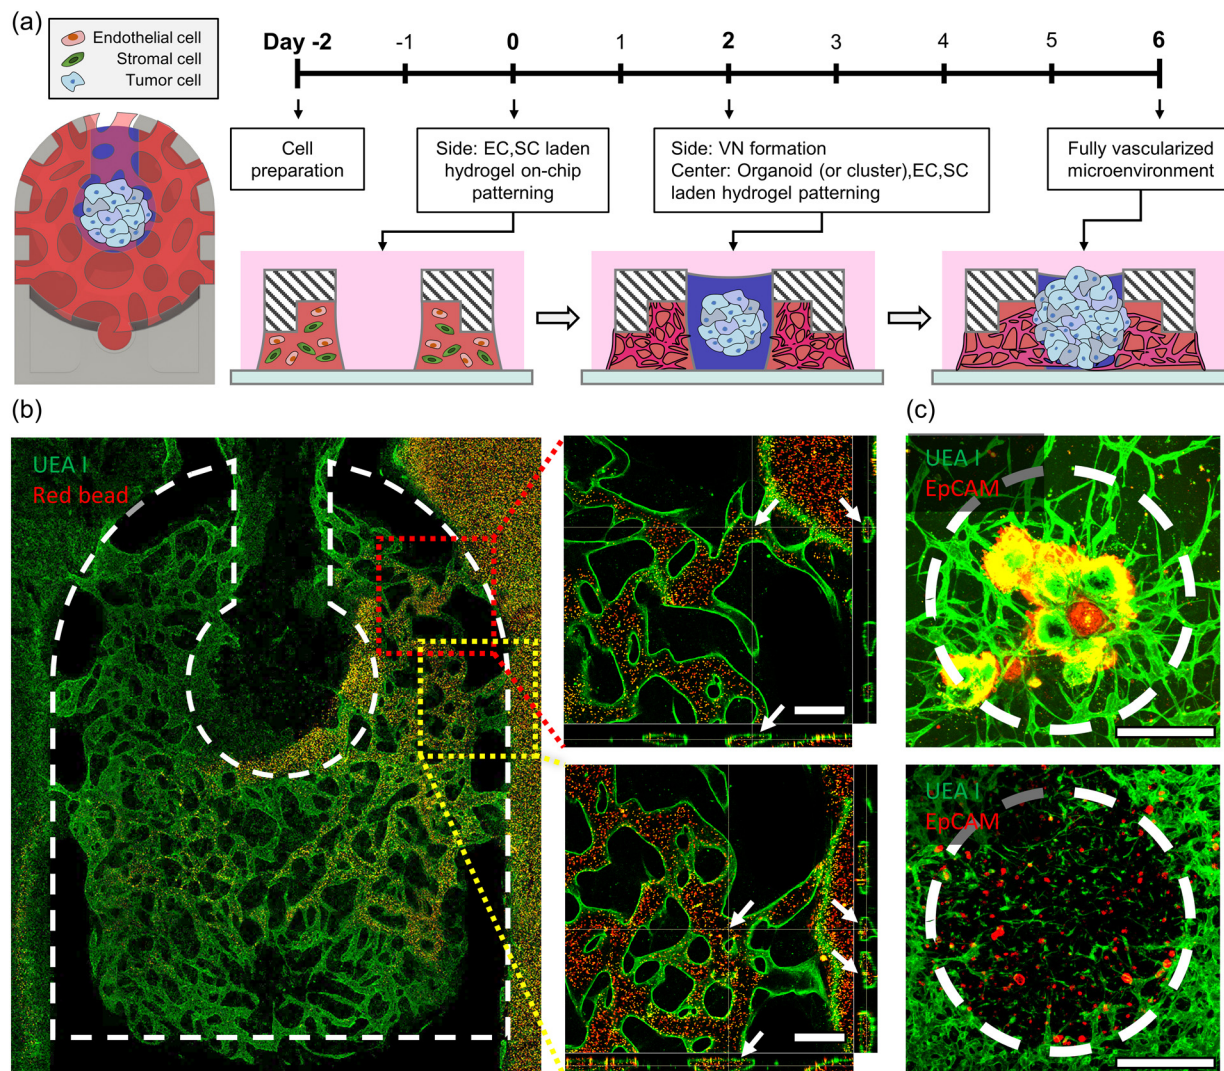 (a)
Endothelial cell
Stromal cell
Tumor cell
Day -2
-1
0
1
2
3
4
5
6
Cell
preparation
Side: EC,SC laden
hydrogel on-chip
patterning
Side: VN formation
Center: Organoid (or cluster),EC,SC
laden hydrogel patterning
Fully vascularized
microenvironment
(b)
UEA I
Red bead
(c)
UEA I
EpCAM
UEA I
EpCAM